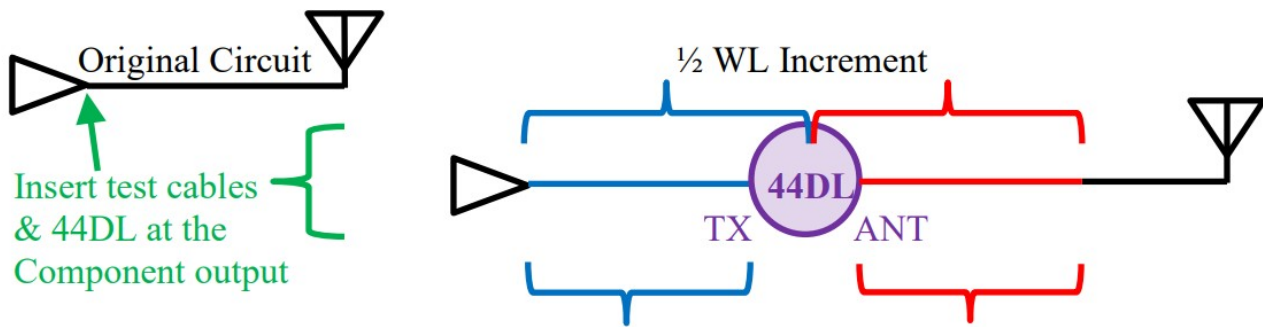 Original Circuit
½ WL Increment
Insert test cables
& 44DL at the
Component output
44DL
TX
ANT